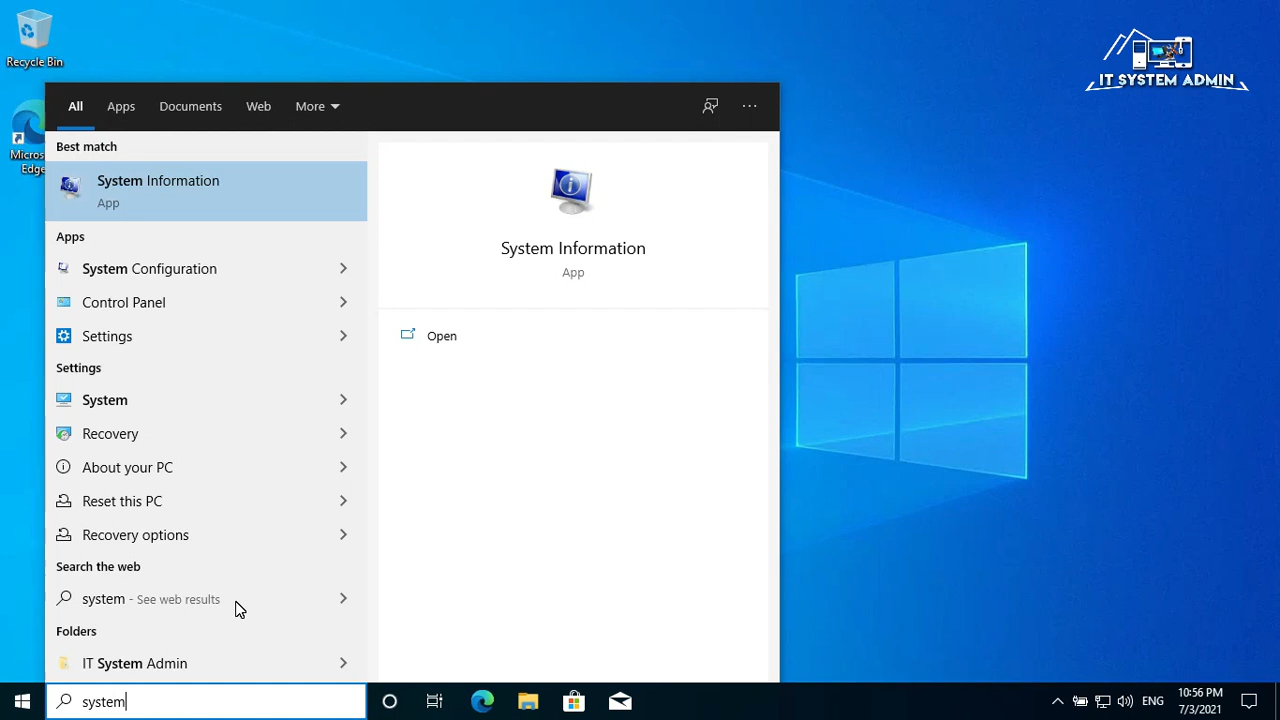 Recycle Bin
IT SYSTEM ADMIN
Micros
Edge
All Apps Documents Web More
Best match
System Information
App
Apps
System Configuration
Control Panel
Settings
Settings
System
Recovery
About your PC
Reset this PC
Recovery options
Search the web
system - See web results
Folders
IT System Admin
System Information
App
Open
system
ENG
10:56 PM
7/3/2021